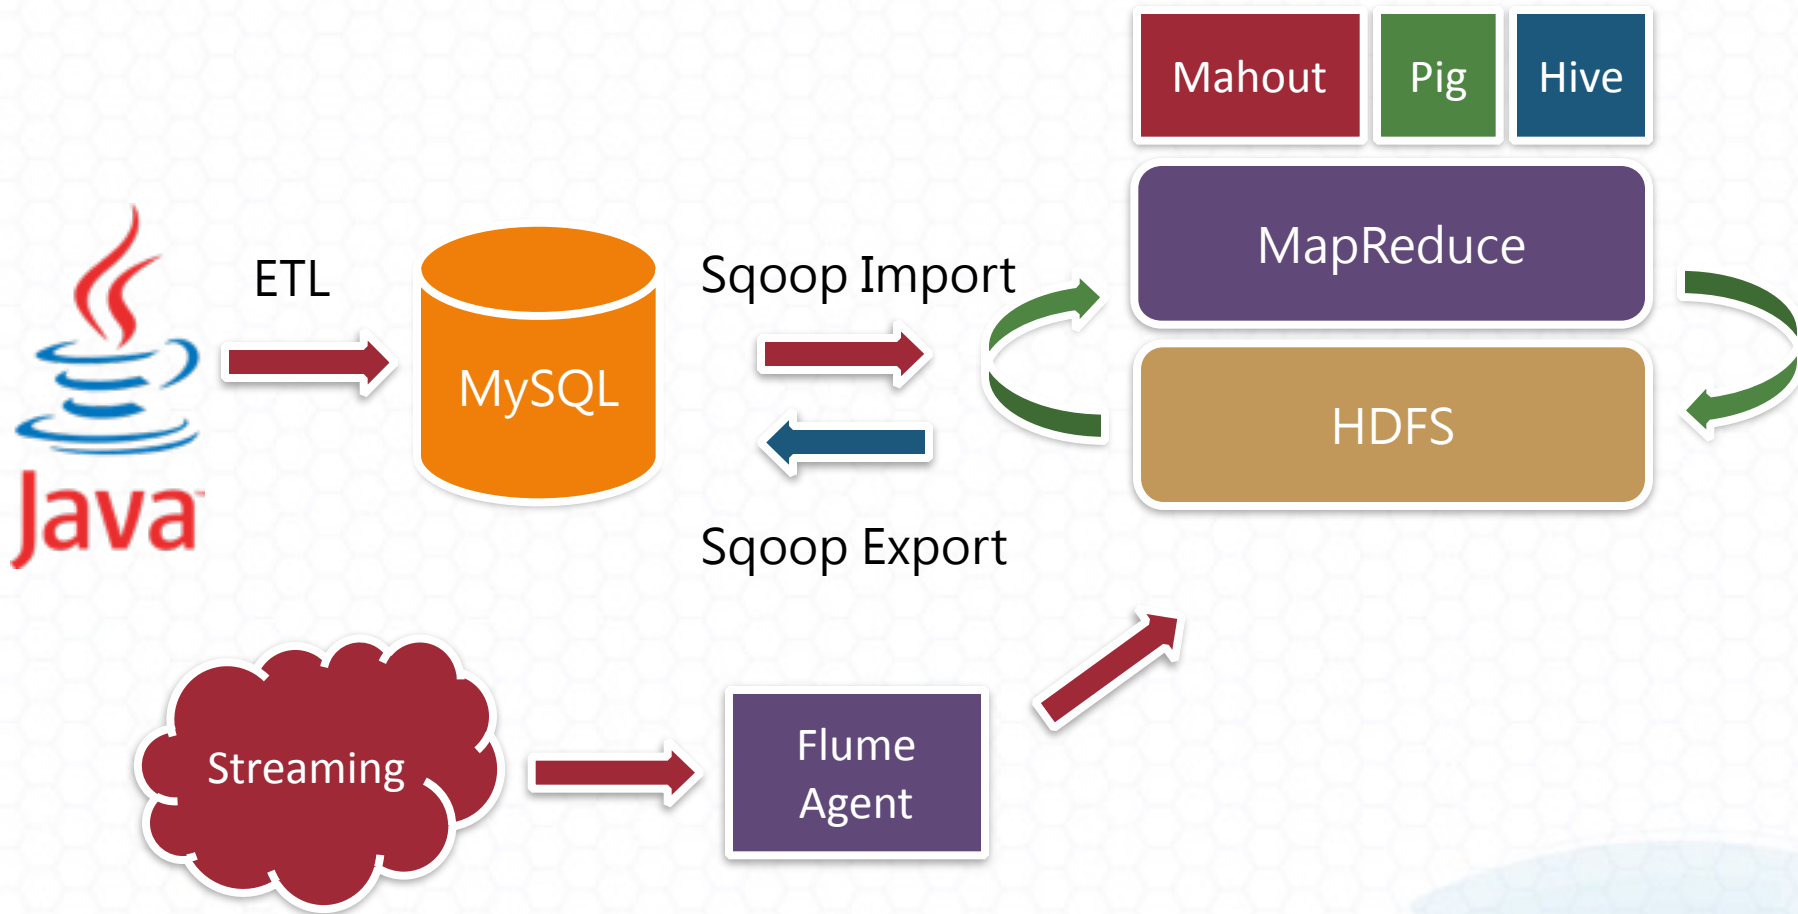 Mahout
Pig
Hive
MapReduce
HDFS
ETL
MySQL
Sqoop Import
Sqoop Export
Java
Streaming
Flume
Agent